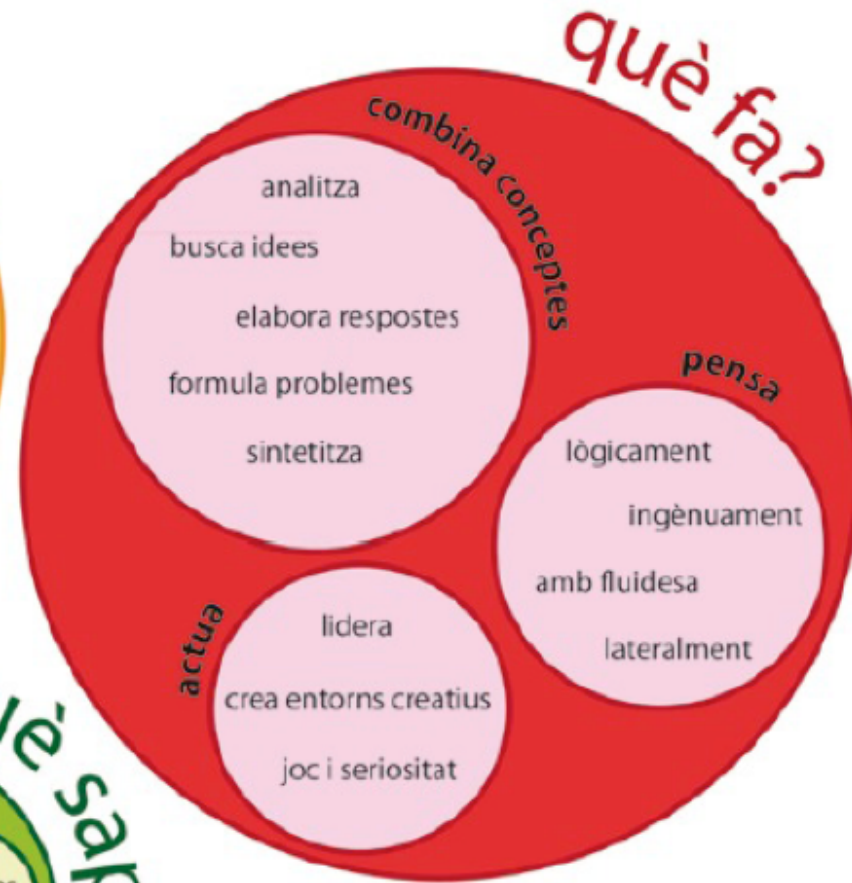 què fa?
combina conceptes
analitza
busca idees
elabora respostes
formula problemes
sintetitza
pensa
lògicament
ingènuament
amb fluidesa
lateralment
actua
lidera
crea entorns creatius
joc i seriositat